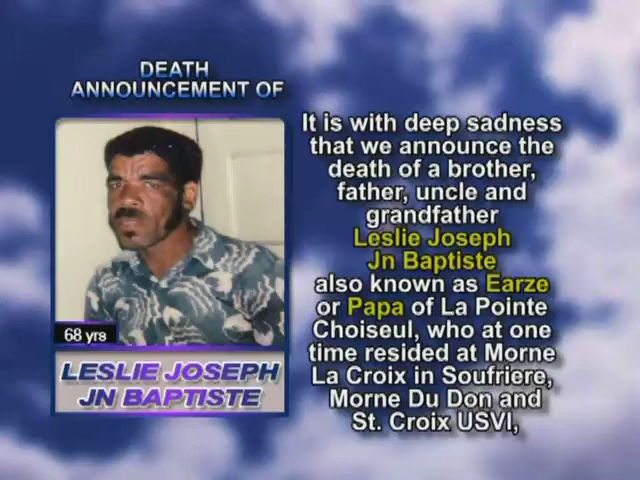 DEATH
ANNOUNCEMENT OF
68 yrs
LESLIE JOSEPH
JN BAPTISTE
It is with deep sadness
that we announce the
death of a brother,
father, uncle and
grandfather
Leslie Joseph
Jn Baptiste
also known as Earze
or Papa of La Pointe
Choiseul, who at one
time resided at Morne
La Croix in Soufriere,
Morne Du Don and
St. Croix USVI,